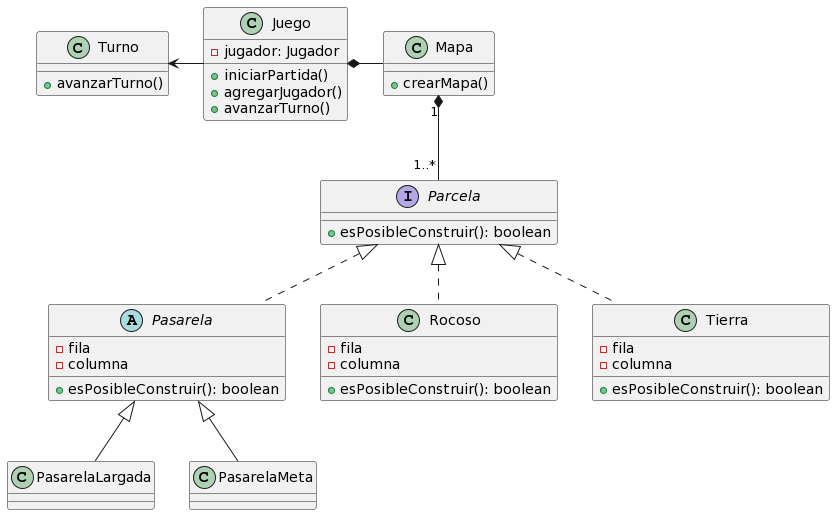 C Turno
avanzarTurno()
C Juego
jugador: Jugador
iniciarPartida()
agregarJugador()
avanzarTurno()
C Mapa
crearMapa()
1
1..*
I Parcela
esPosibleConstruir(): boolean
A Pasarela
fila
columna
esPosibleConstruir(): boolean
C Rocoso
fila
columna
esPosibleConstruir(): boolean
C Tierra
fila
columna
esPosibleConstruir(): boolean
C PasarelaLargada
C PasarelaMeta